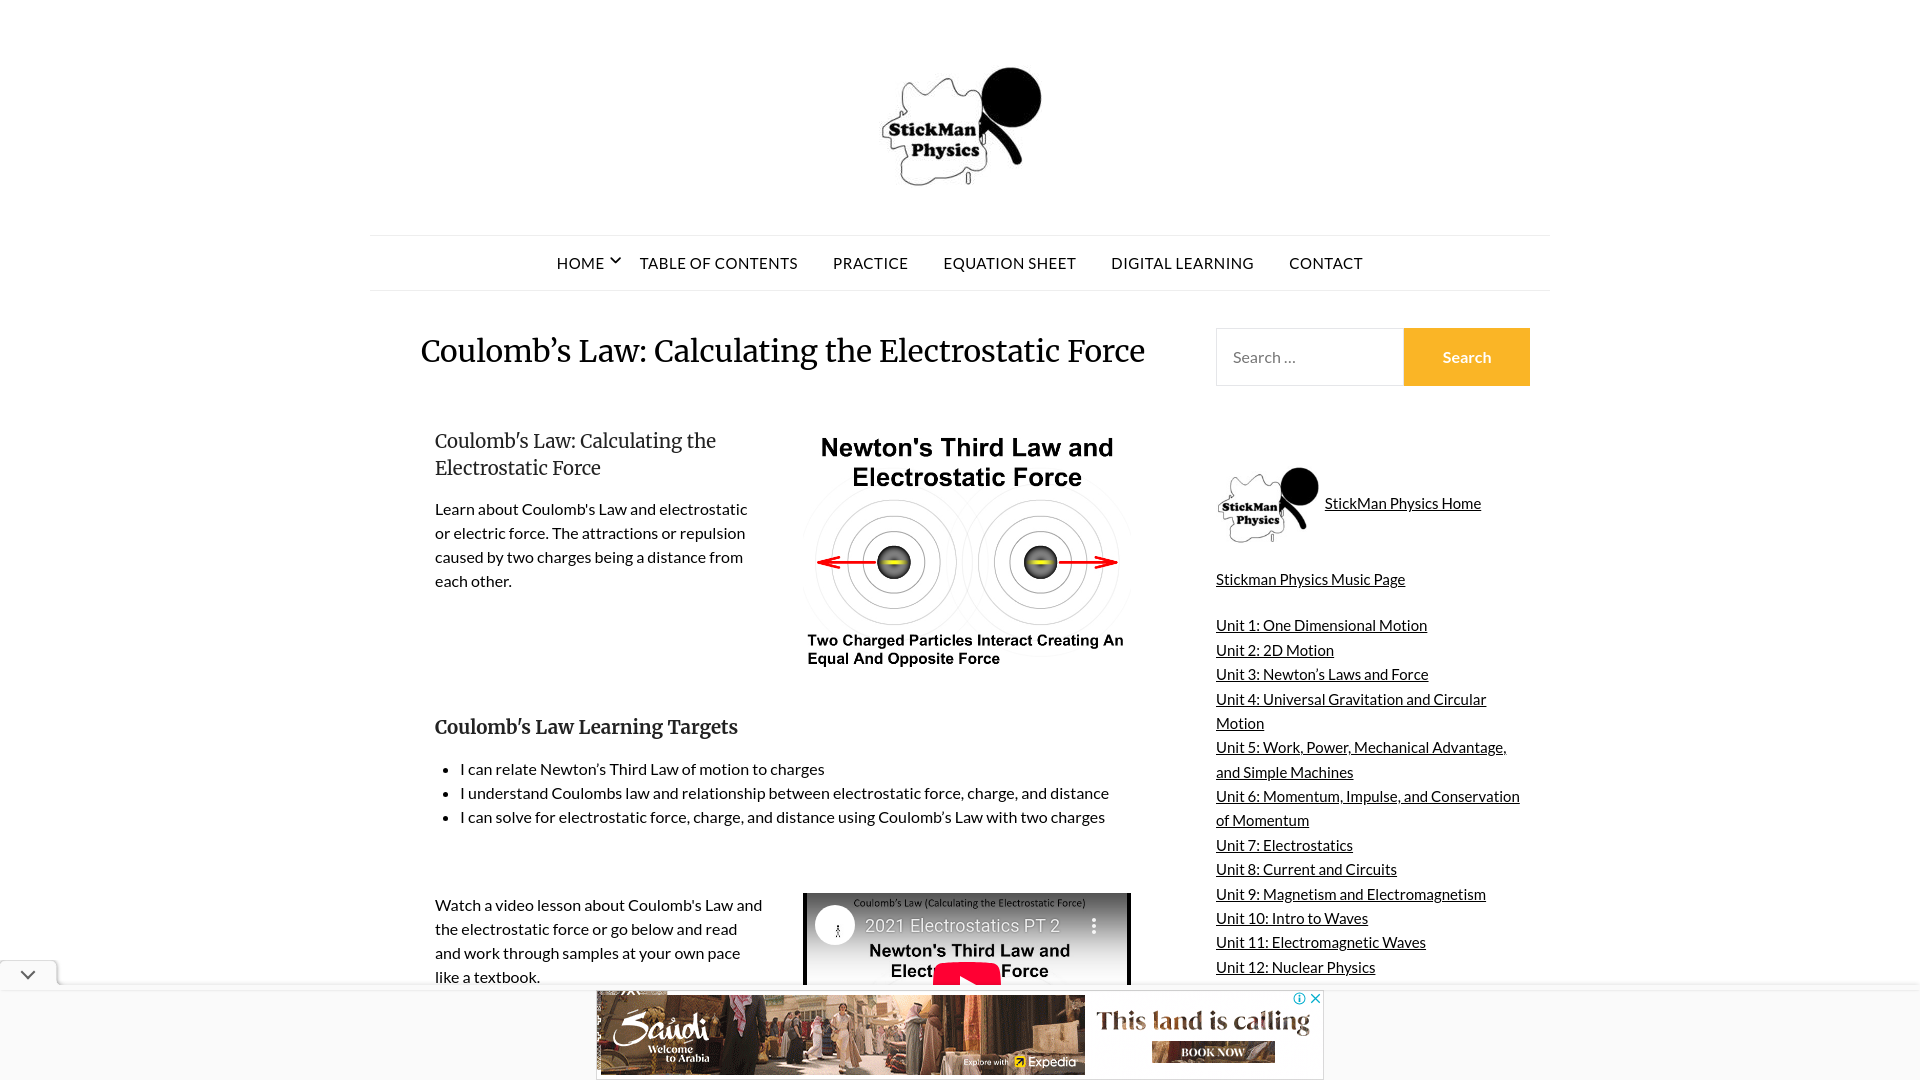 StickMan
Physics
HOME
TABLE OF CONTENTS
PRACTICE
EQUATION SHEET
DIGITAL LEARNING
CONTACT
Coulomb’s Law: Calculating the Electrostatic Force
Search …
Search
Coulomb's Law: Calculating the
Electrostatic Force
Learn about Coulomb's Law and electrostatic
or electric force. The attractions or repulsion
caused by two charges being a distance from
each other.
Newton's Third Law and
Electrostatic Force
Two Charged Particles Interact Creating An
Equal And Opposite Force
Coulomb's Law Learning Targets
I can relate Newton’s Third Law of motion to charges
I understand Coulombs law and relationship between electrostatic force, charge, and distance
I can solve for electrostatic force, charge, and distance using Coulomb’s Law with two charges
Watch a video lesson about Coulomb's Law and
the electrostatic force or go below and read
and work through samples at your own pace
like a textbook.
Coulomb's Law (Calculating the Electrostatic Force)
2021 Electrostatics PT 2
Newton's Third Law and
Force
StickMan
Physics
StickMan Physics Home
Stickman Physics Music Page
Unit 1: One Dimensional Motion
Unit 2: 2D Motion
Unit 3: Newton’s Laws and Force
Unit 4: Universal Gravitation and Circular
Motion
Unit 5: Work, Power, Mechanical Advantage,
and Simple Machines
Unit 6: Momentum, Impulse, and Conservation
of Momentum
Unit 7: Electrostatics
Unit 8: Current and Circuits
Unit 9: Magnetism and Electromagnetism
Unit 10: Intro to Waves
Unit 11: Electromagnetic Waves
Unit 12: Nuclear Physics
Saudi
Welcome
to Arabia
Explore with Expedia
This land is calling
BOOK NOW